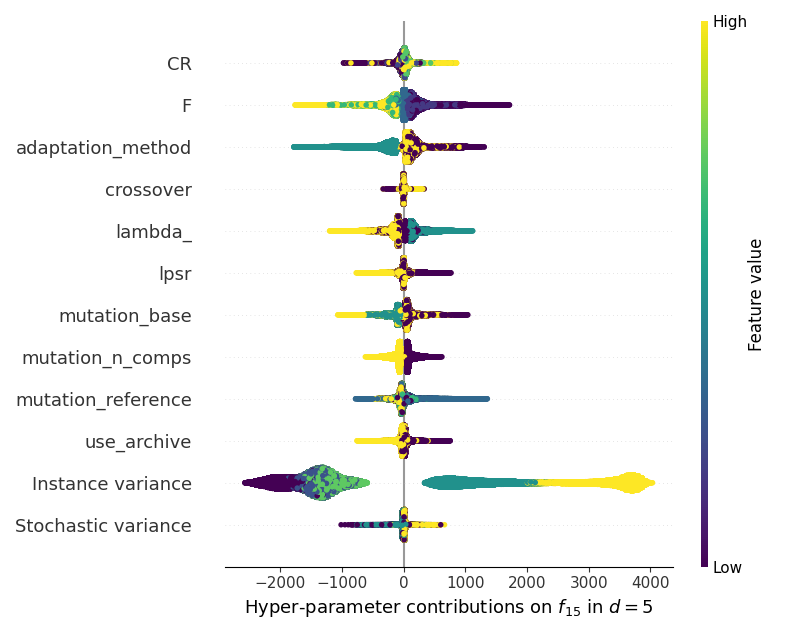 High
CR
F
adaptation_method
crossover
lambda_
lpsr
mutation_base
mutation_n_comps
mutation_reference
use_archive
Instance variance
Stochastic variance
Feature value
Low
−2000 −1000 0 1000 2000 3000 4000
Hyper-parameter contributions on f₁₅ in d = 5